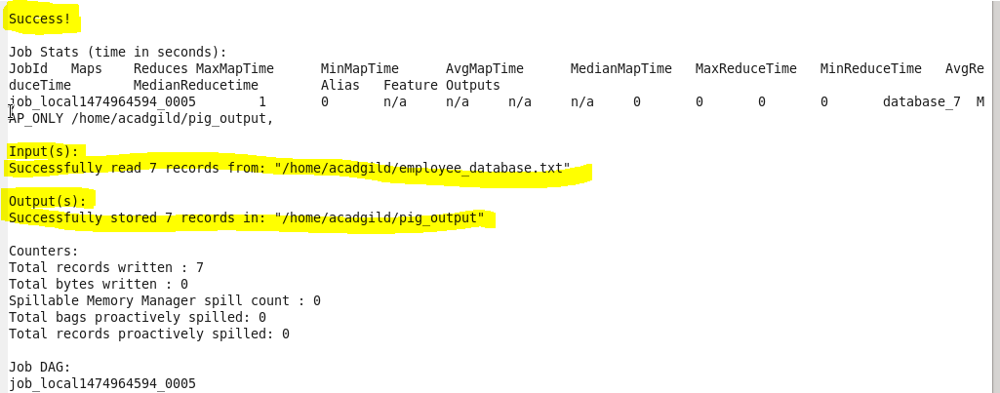 Success!
Job Stats (time in seconds):
JobId Maps Reduces MaxMapTime MinMapTime AvgMapTime MedianMapTime MaxReduceTime MinReduceTime AvgRe
duceTime MedianReducetime Alias Feature Outputs
job_local1474964594_0005 1 0 n/a n/a n/a n/a 0 0 0 0 database_7 M
AP_ONLY /home/acadgild/pig_output,
Input(s):
Successfully read 7 records from: "/home/acadgild/employee_database.txt"
Output(s):
Successfully stored 7 records in: "/home/acadgild/pig_output"
Counters:
Total records written : 7
Total bytes written : 0
Spillable Memory Manager spill count : 0
Total bags proactively spilled: 0
Total records proactively spilled: 0
Job DAG:
job_local1474964594_0005